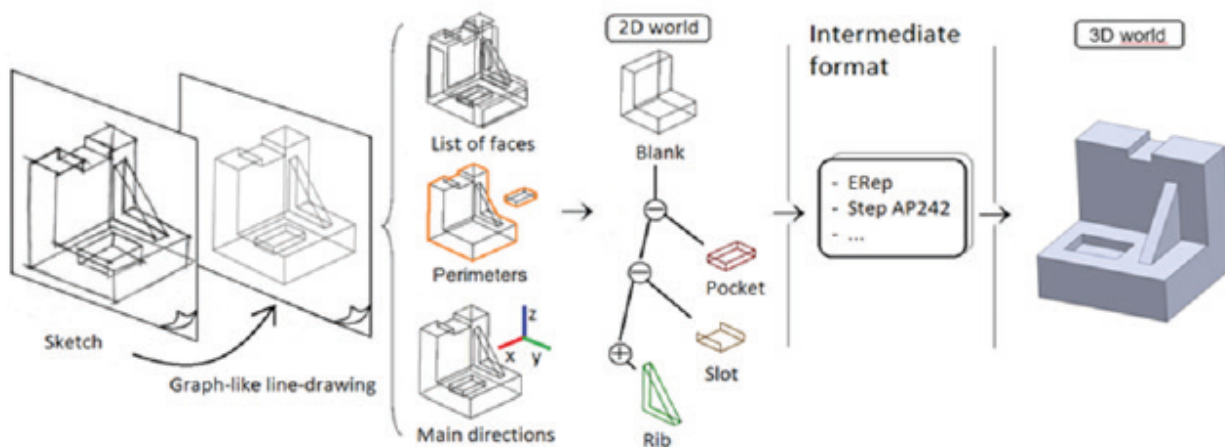 Sketch
Graph-like line-drawing
List of faces
Perimeters
z
x
y
Main directions
2D world
Blank
Pocket
Slot
Rib
Intermediate
format
- ERep
- Step AP242
- ...
3D world